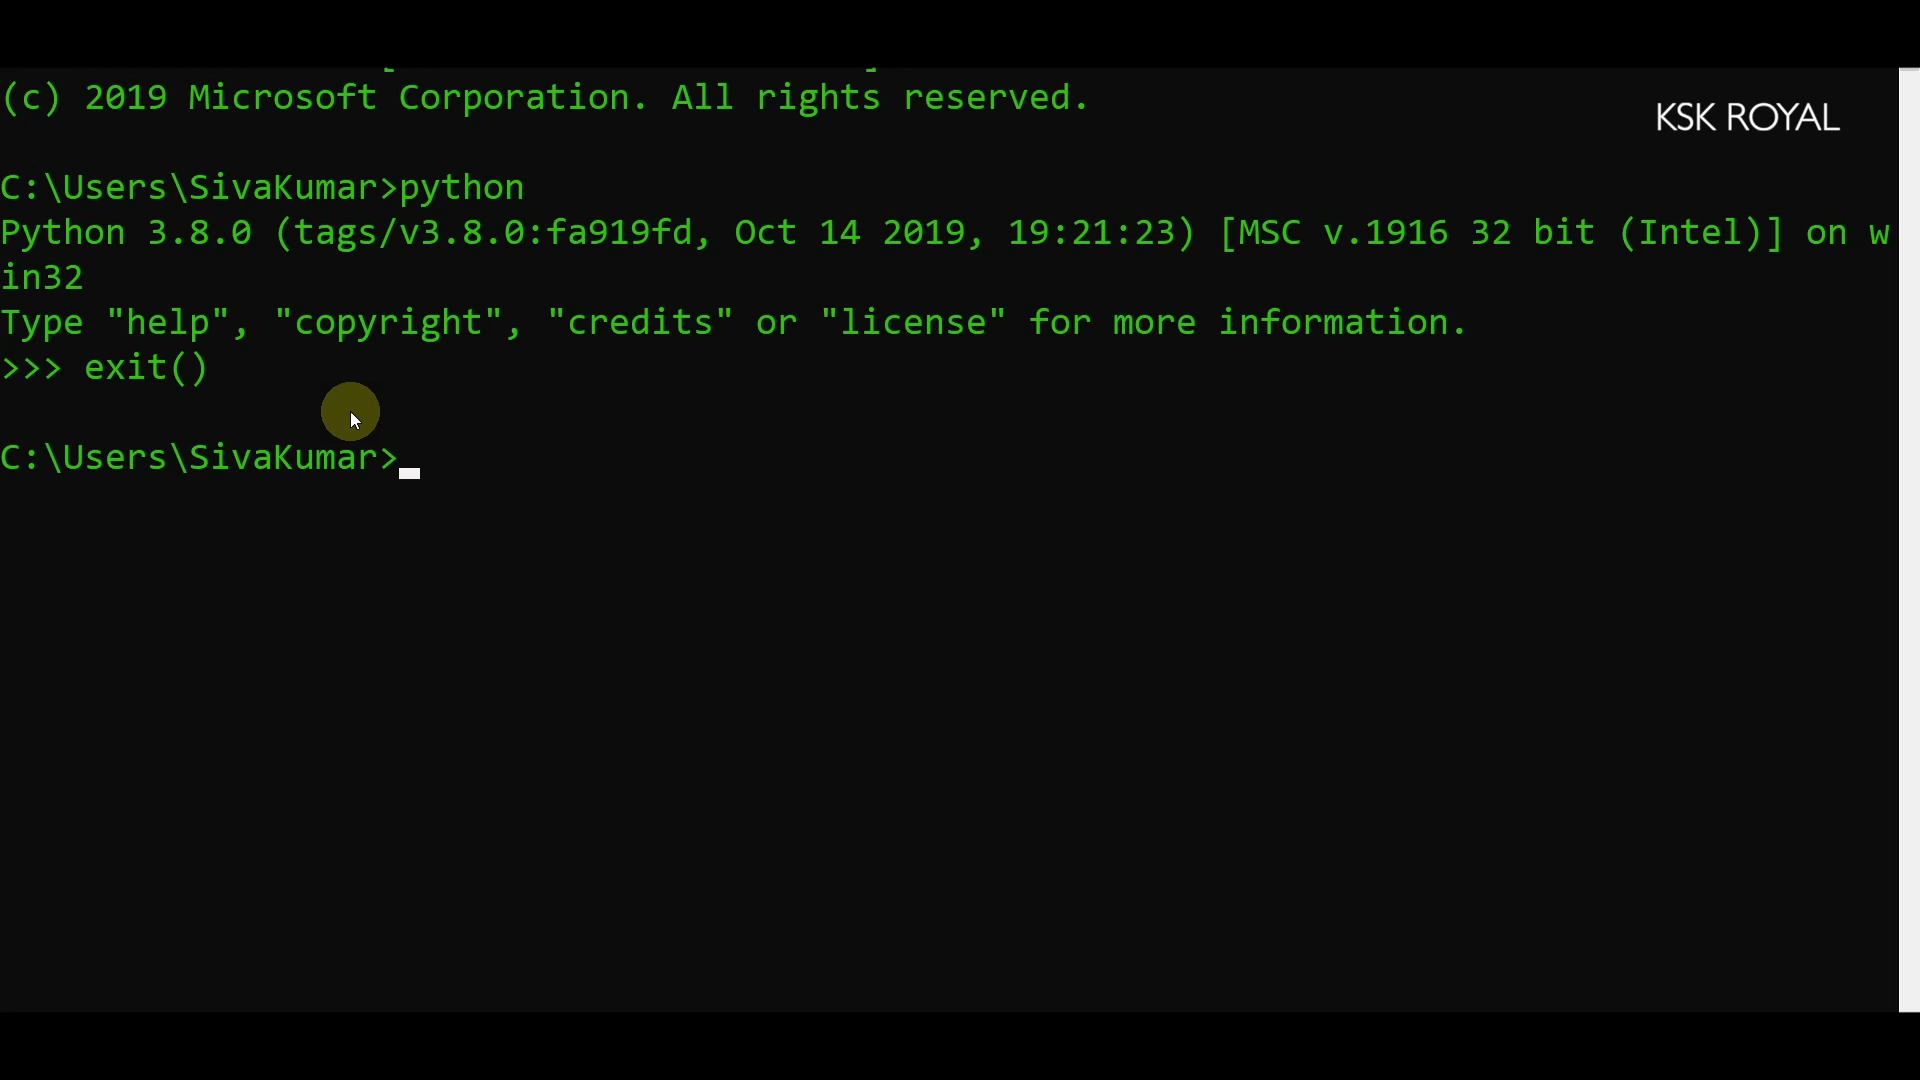 (c) 2019 Microsoft Corporation. All rights reserved.
KSK ROYAL
C:\Users\SivaKumar>python
Python 3.8.0 (tags/v3.8.0:fa919fd, Oct 14 2019, 19:21:23) [MSC v.1916 32 bit (Intel)] on w
in32
Type "help", "copyright", "credits" or "license" for more information.
>>> exit()
C:\Users\SivaKumar>